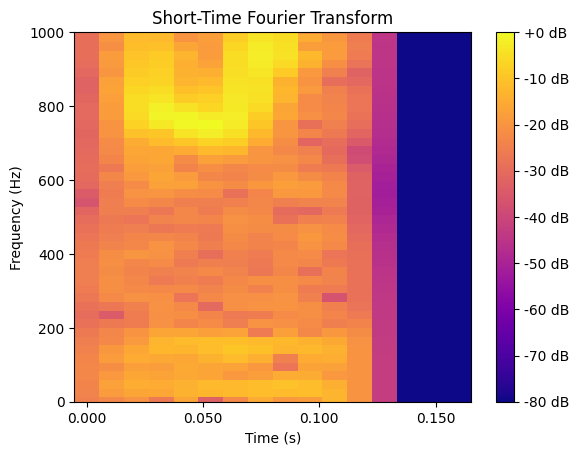 Short-Time Fourier Transform
1000
800
600
400
200
0
Frequency (Hz)
0.000
0.050
0.100
0.150
Time (s)
+0 dB
-10 dB
-20 dB
-30 dB
-40 dB
-50 dB
-60 dB
-70 dB
-80 dB